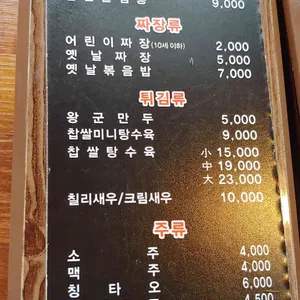 9,000
짜장류
어린이짜장(10세이하) 2,000
옛날짜장 5,000
옛날볶음밥 7,000
튀김류
왕군만두 5,000
찹쌀미니탕수육 9,000
찹쌀탕수육 小 15,000
中 19,000
大 23,000
칠리새우/크림새우 10,000
주류
소주 4,000
맥주 4,000
칭타오 6,000
4,500